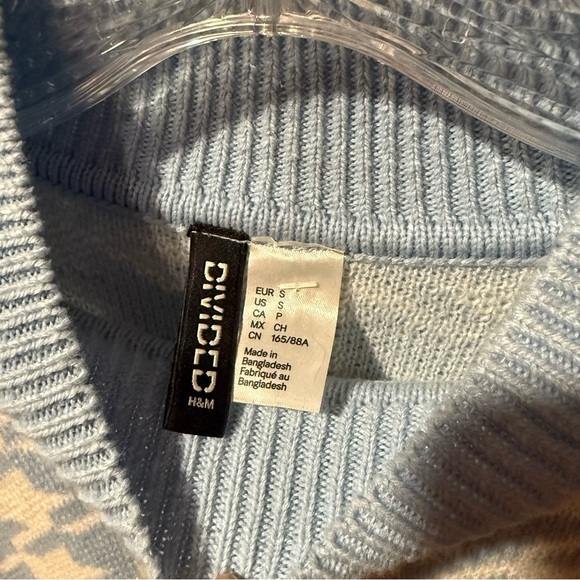 DIVIDED
H&M
EUR S
US S
CA P
MX CH
CN 165/88A
Made in
Bangladesh
Fabriqué au
Bangladesh